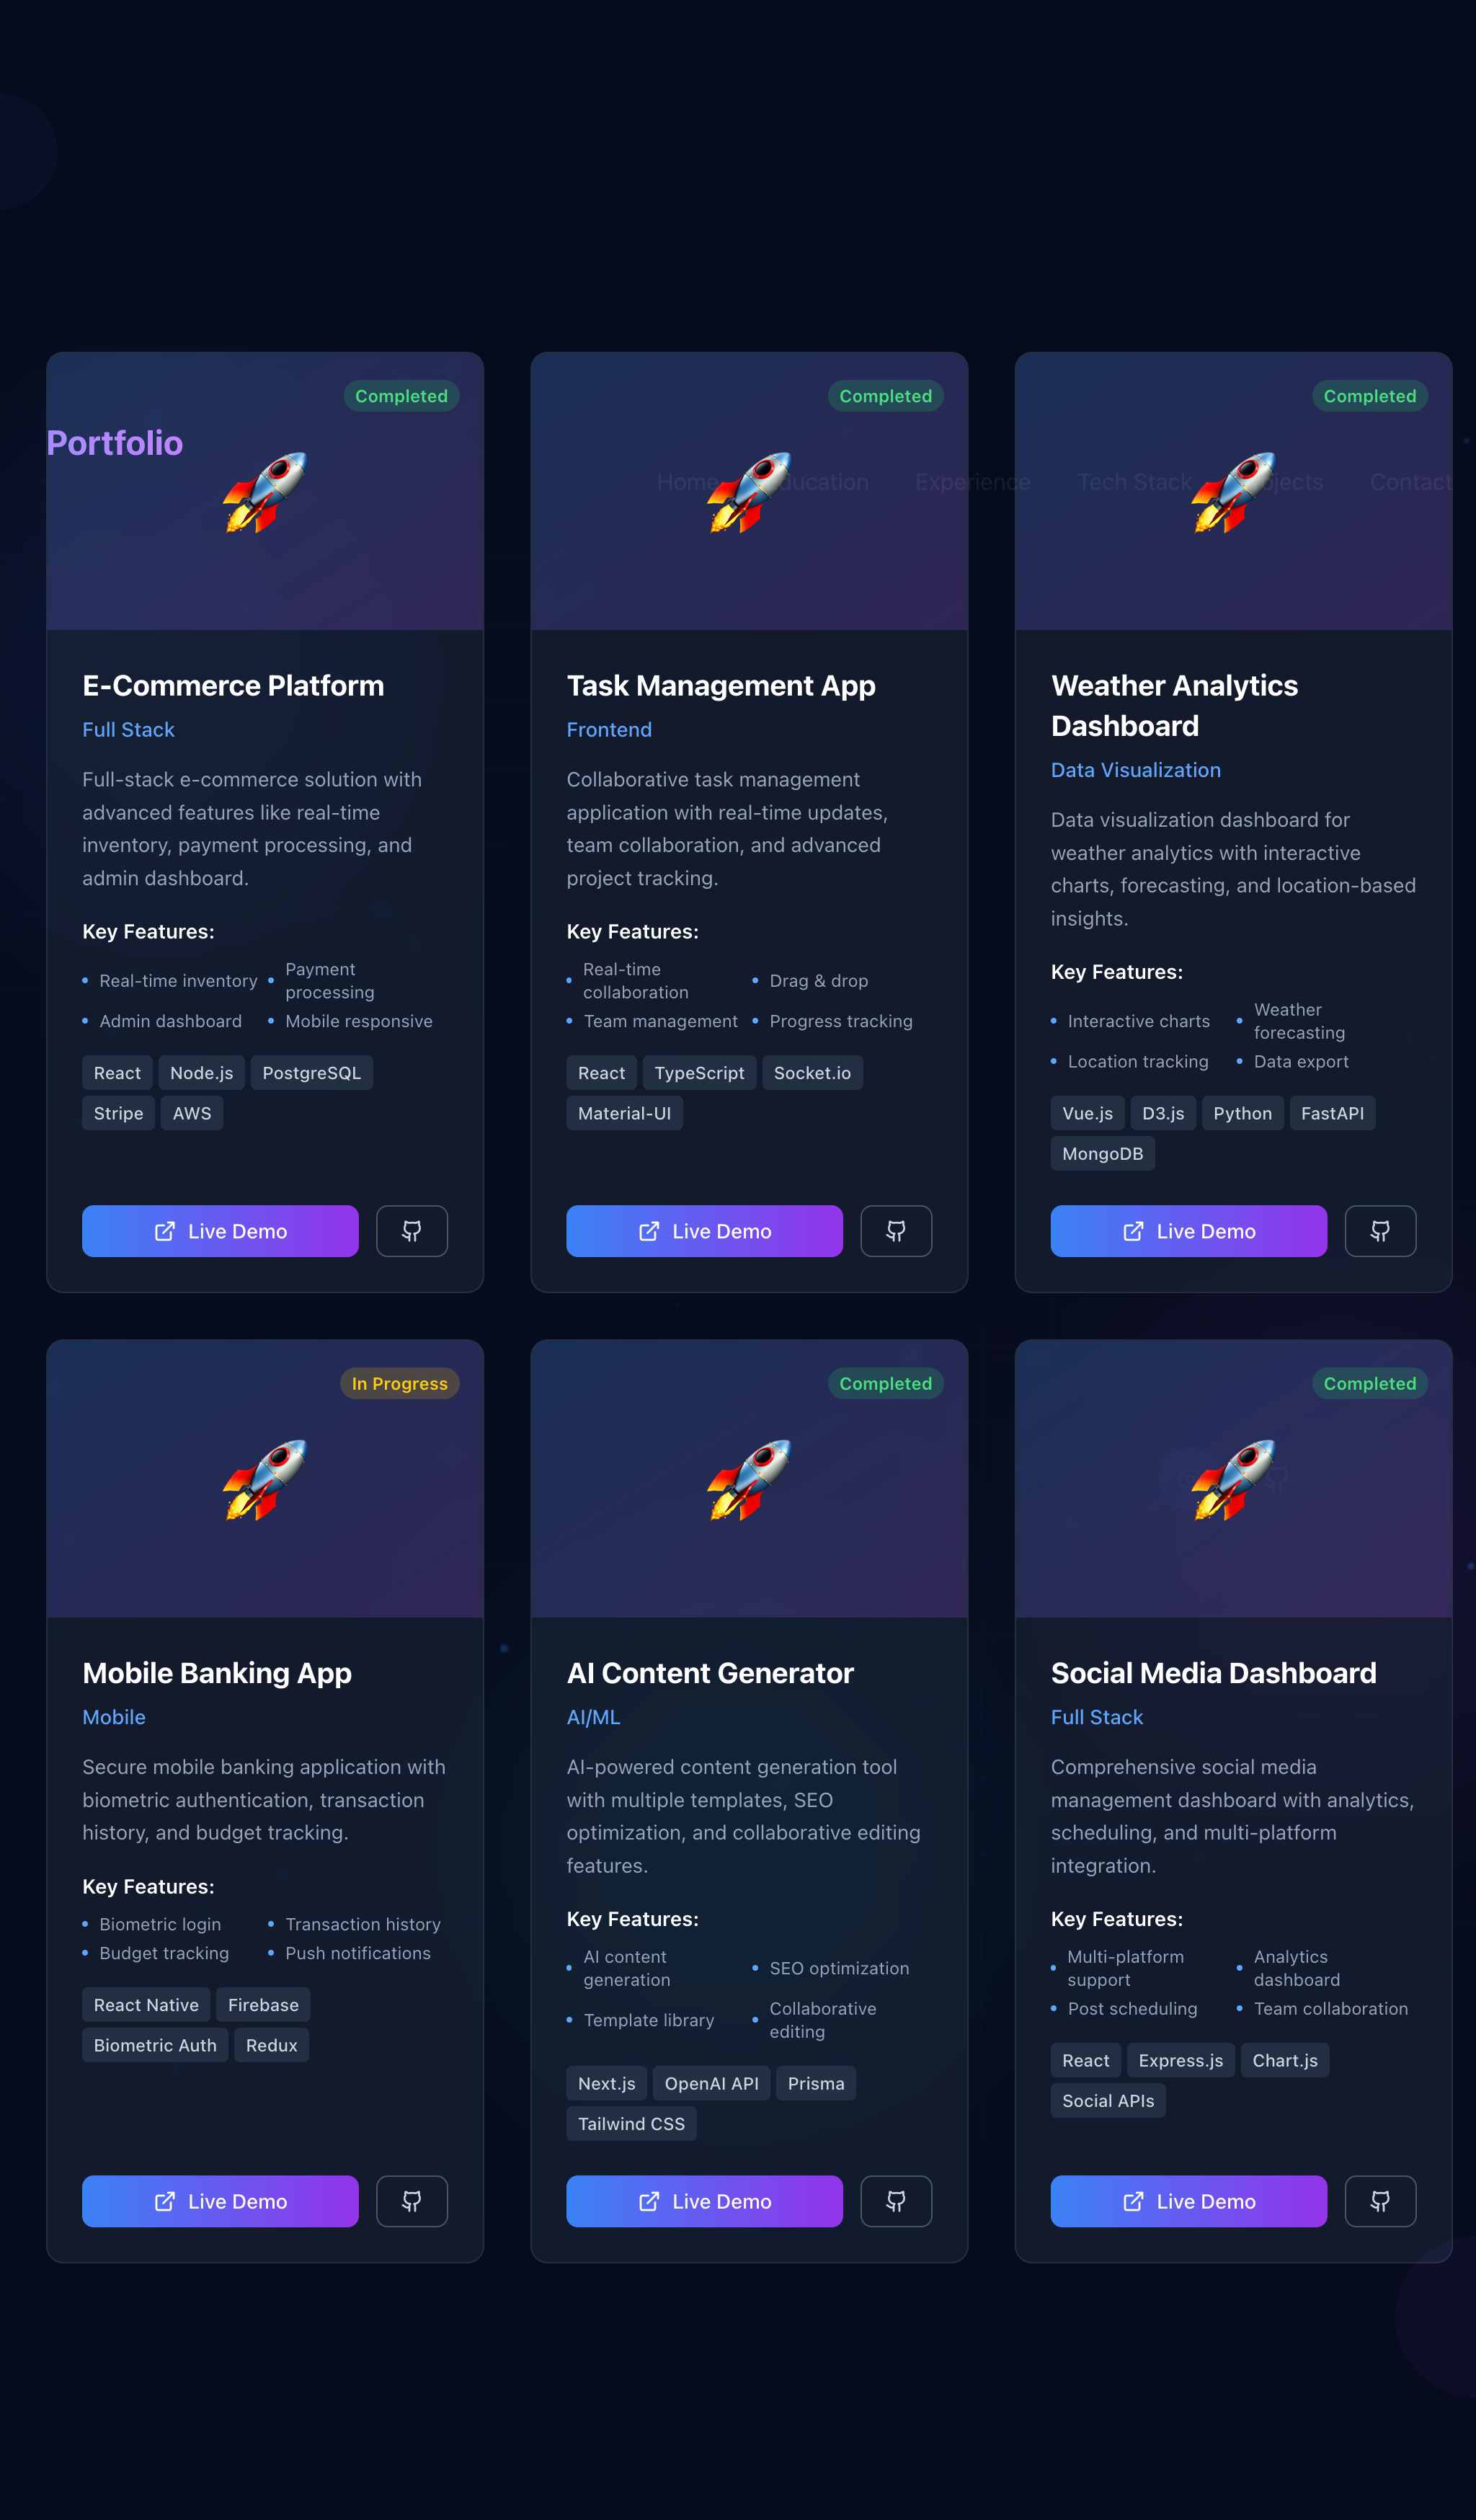 Completed
Completed
Completed
Portfolio
Home Education Experience Tech Stack Projects Contact
E-Commerce Platform
Full Stack
Full-stack e-commerce solution with
advanced features like real-time
inventory, payment processing, and
admin dashboard.
Key Features:
Real-time inventory
Payment
processing
Admin dashboard
Mobile responsive
React Node.js PostgreSQL
Stripe AWS
Live Demo
Task Management App
Frontend
Collaborative task management
application with real-time updates,
team collaboration, and advanced
project tracking.
Key Features:
Real-time
collaboration
Drag & drop
Team management
Progress tracking
React TypeScript Socket.io
Material-UI
Live Demo
Weather Analytics
Dashboard
Data Visualization
Data visualization dashboard for
weather analytics with interactive
charts, forecasting, and location-based
insights.
Key Features:
Interactive charts
Weather
forecasting
Location tracking
Data export
Vue.js D3.js Python FastAPI
MongoDB
Live Demo
In Progress
Mobile Banking App
Mobile
Secure mobile banking application with
biometric authentication, transaction
history, and budget tracking.
Key Features:
Biometric login
Transaction history
Budget tracking
Push notifications
React Native Firebase
Biometric Auth Redux
Live Demo
Completed
AI Content Generator
AI/ML
AI-powered content generation tool
with multiple templates, SEO
optimization, and collaborative editing
features.
Key Features:
AI content
generation
SEO optimization
Template library
Collaborative
editing
Next.js OpenAI API Prisma
Tailwind CSS
Live Demo
Completed
Social Media Dashboard
Full Stack
Comprehensive social media
management dashboard with analytics,
scheduling, and multi-platform
integration.
Key Features:
Multi-platform
support
Analytics
dashboard
Post scheduling
Team collaboration
React Express.js Chart.js
Social APIs
Live Demo